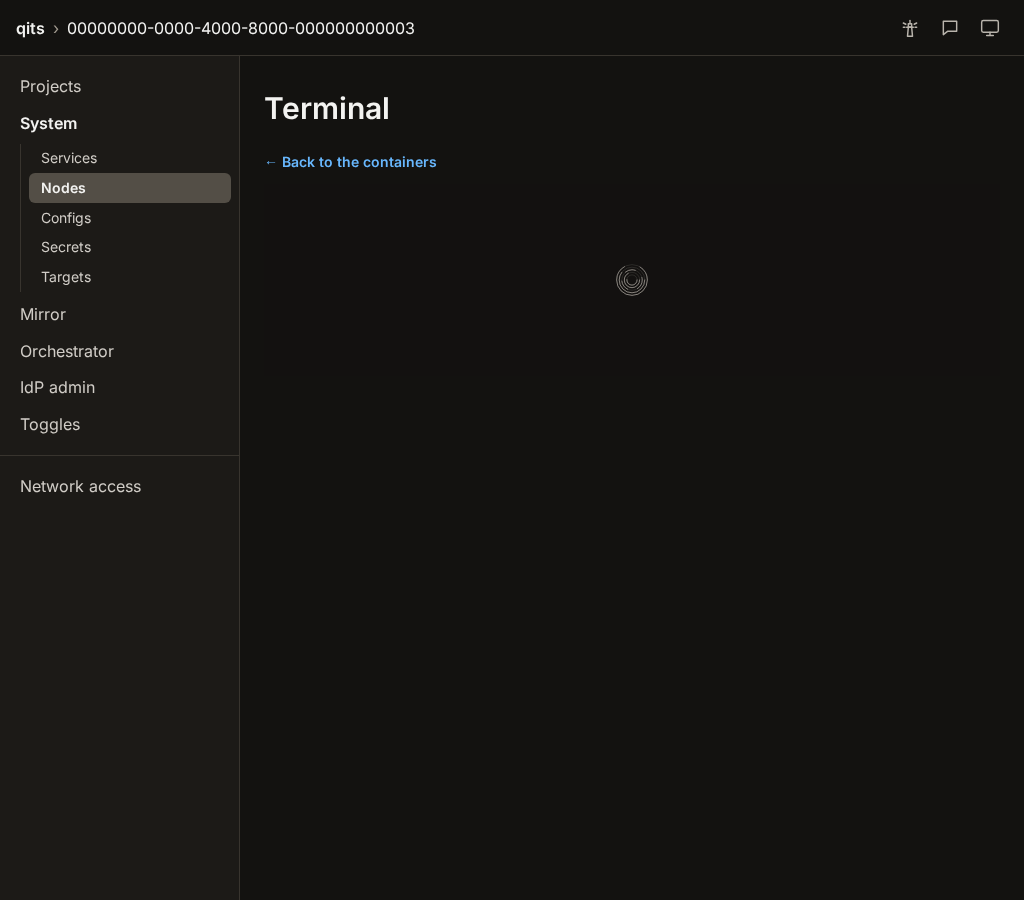 qits › 00000000-0000-4000-8000-000000000003
Projects
System
Services
Nodes
Configs
Secrets
Targets
Mirror
Orchestrator
IdP admin
Toggles
Network access
Terminal
← Back to the containers